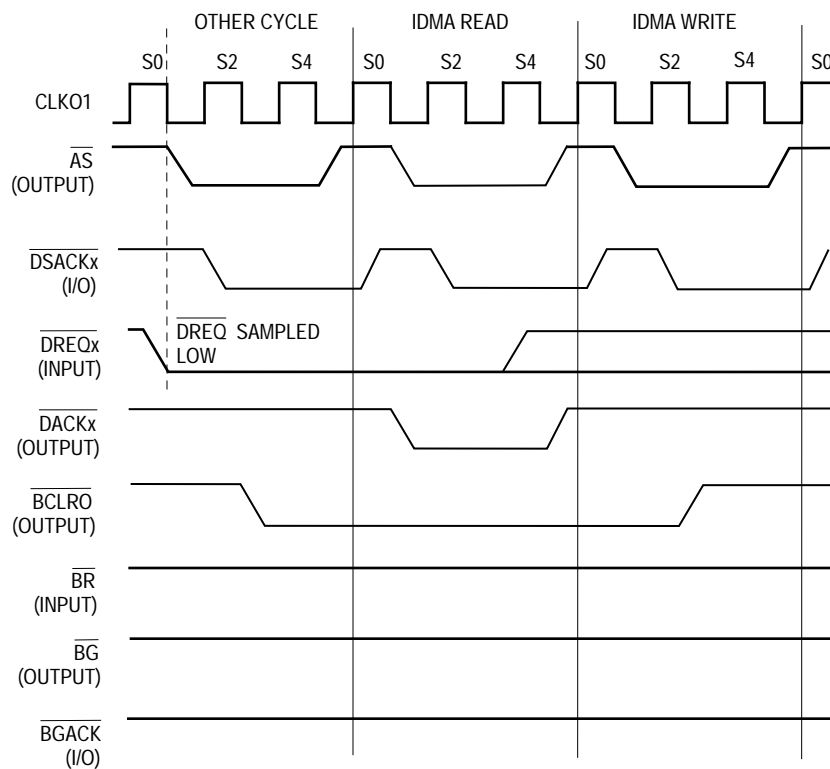 OTHER CYCLE IDMA READ IDMA WRITE
S0 S2 S4 S0 S2 S4 S0 S2 S4 S0
CLKO1
AS
(OUTPUT)
DSACKx
(I/O)
DREQx
(INPUT)
DREQ SAMPLED
LOW
DACKx
(OUTPUT)
BCLRO
(OUTPUT)
BR
(INPUT)
BG
(OUTPUT)
BGACK
(I/O)